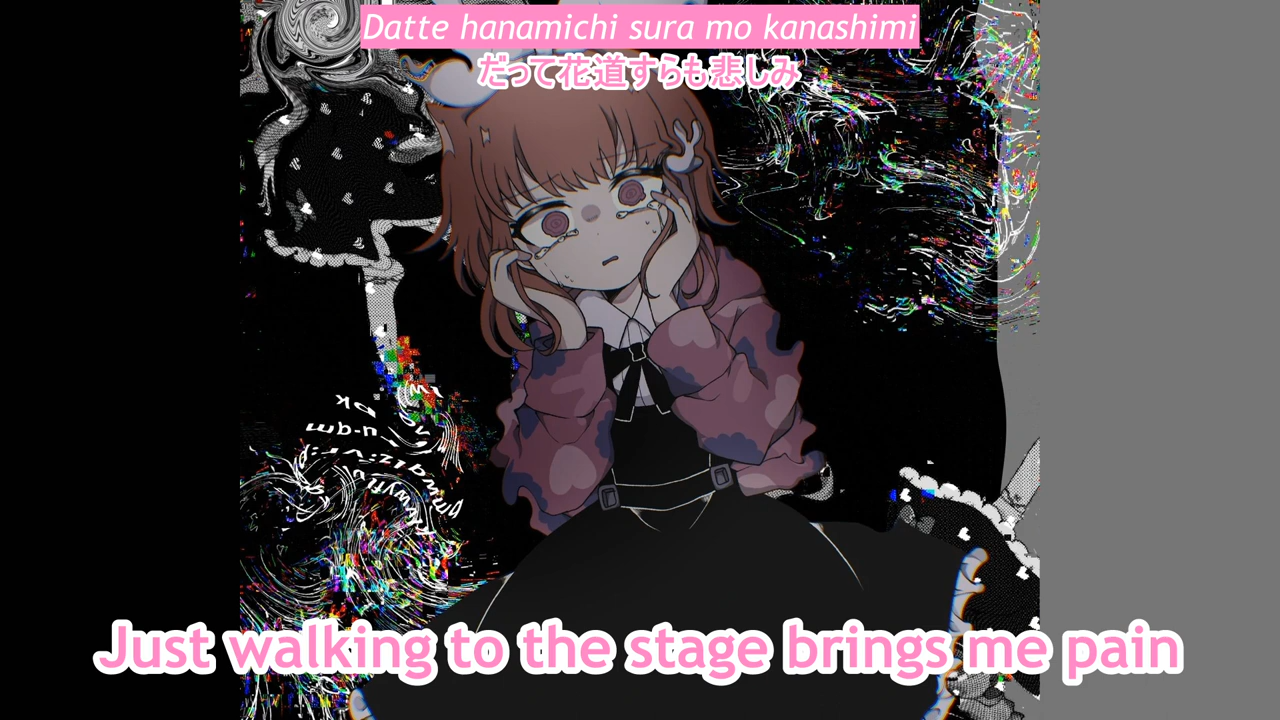 Datte hanamichi sura mo kanashimi
だって花道すらも悲しみ
Just walking to the stage brings me pain